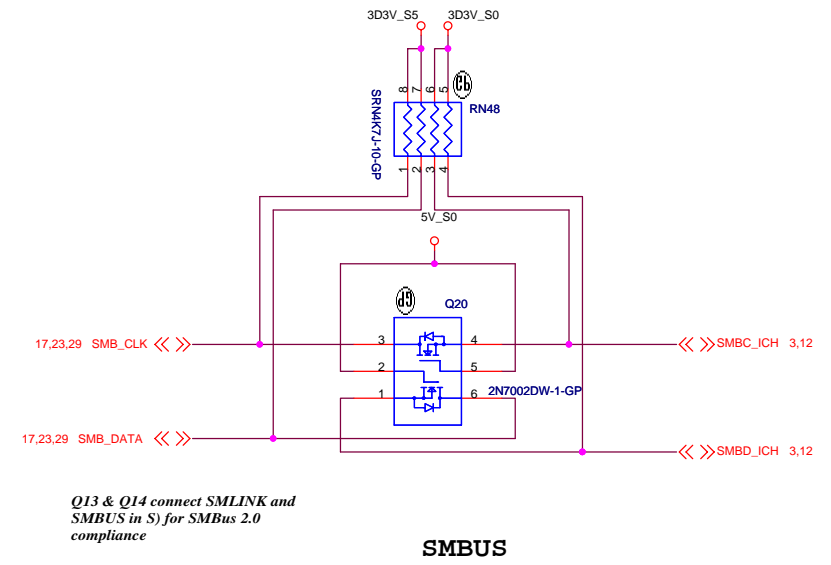 3D3V_S5 3D3V_S0
8 7 6 5
RN48
SRN4K7J-10-GP
1 2 3 4
5V_S0
Q20
17,23,29 SMB_CLK
3 4
SMBC_ICH 3,12
2 5
1 6
2N7002DW-1-GP
17,23,29 SMB_DATA
SMBD_ICH 3,12
Q13 & Q14 connect SMLINK and
SMBUS in S) for SMBus 2.0
compliance
SMBUS